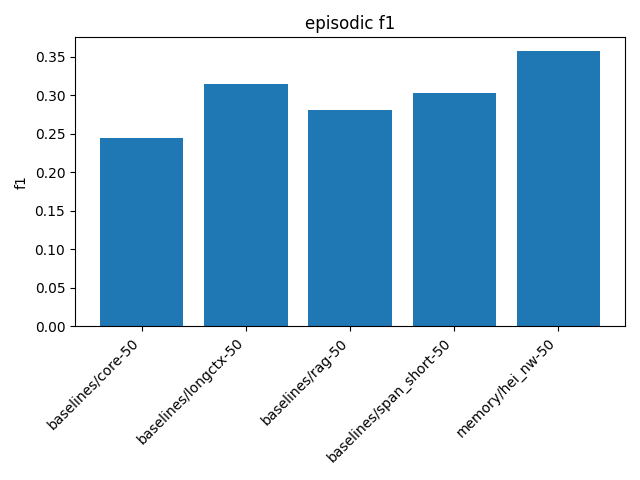 episodic f1
f1
0.35
0.30
0.25
0.20
0.15
0.10
0.05
0.00
baselines/core-50
baselines/longctx-50
baselines/rag-50
baselines/span_short-50
memory/hei_nw-50